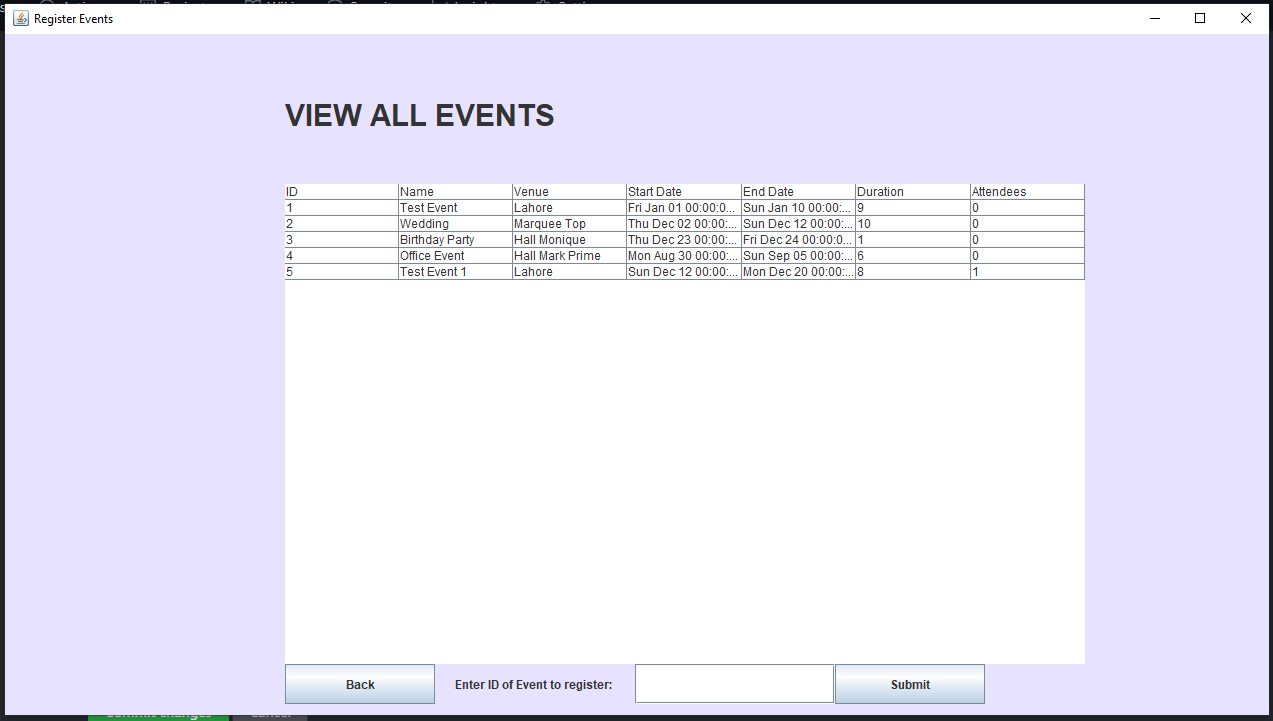 Register Events
VIEW ALL EVENTS
ID Name Venue Start Date End Date Duration Attendees
1 Test Event Lahore Fri Jan 01 00:00:0... Sun Jan 10 00:00:... 9 0
2 Wedding Marquee Top Thu Dec 02 00:00:... Sun Dec 12 00:00:... 10 0
3 Birthday Party Hall Monique Thu Dec 23 00:00:... Fri Dec 24 00:00:0... 1 0
4 Office Event Hall Mark Prime Mon Aug 30 00:00:... Sun Sep 05 00:00:... 6 0
5 Test Event 1 Lahore Sun Dec 12 00:00:... Mon Dec 20 00:00:... 8 1
Back Enter ID of Event to register: Submit